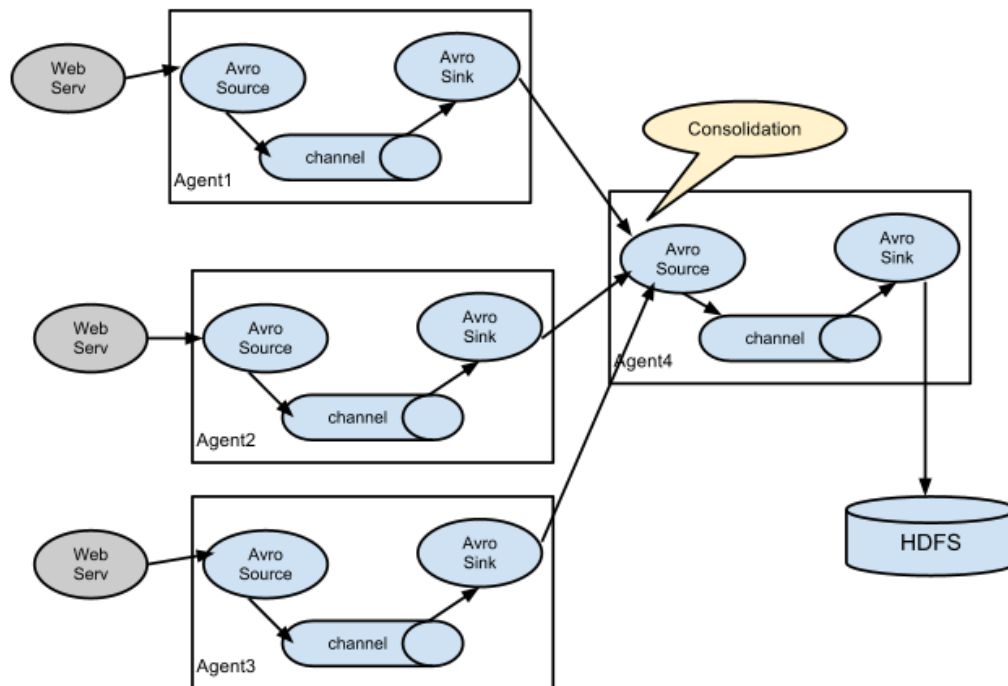 Web
Serv
Avro
Source
Avro
Sink
channel
Agent1
Consolidation
Web
Serv
Avro
Source
Avro
Sink
channel
Agent2
Avro
Source
Avro
Sink
channel
Agent4
Web
Serv
Avro
Source
Avro
Sink
channel
Agent3
HDFS